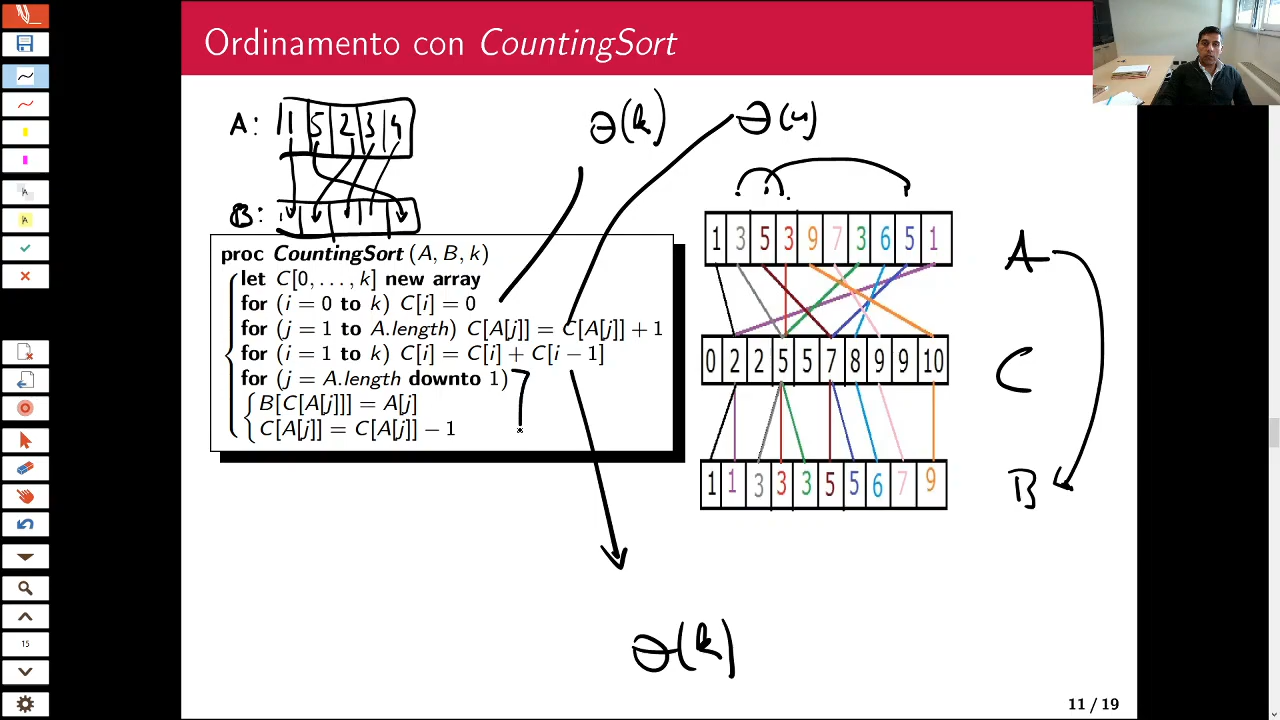 Ordinamento con CountingSort
A: 1 5 2 3 4
B:
Θ(k)
Θ(n)
proc CountingSort (A, B, k)
let C[0, . . . , k] new array
for (i = 0 to k) C[i] = 0
for (j = 1 to A.length) C[A[j]] = C[A[j]] + 1
for (i = 1 to k) C[i] = C[i] + C[i − 1]
for (j = A.length downto 1)
B[C[A[j]]] = A[j]
C[A[j]] = C[A[j]] − 1
1 3 5 3 9 7 3 6 5 1
A
0 2 2 5 5 7 8 9 9 10
C
1 1 3 3 3 5 5 6 7 9
B
Θ(k)
15
11 / 19